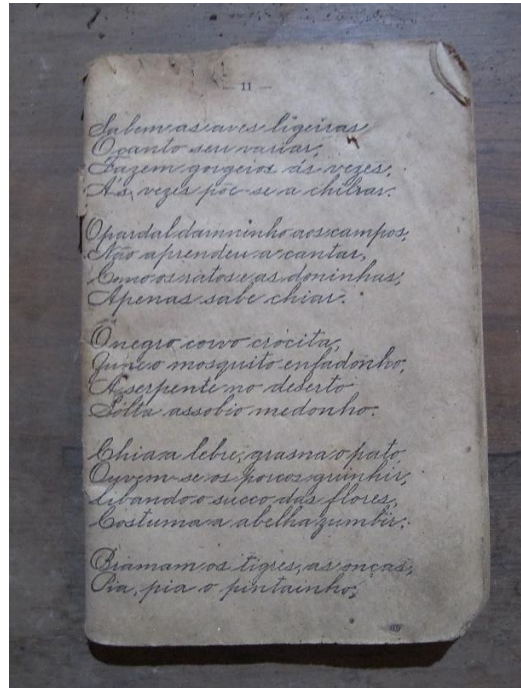 — 11 —
Sabem as aves ligeiras
O canto seu variar,
Fazem gorgeios ás vezes,
Ás vezes põe-se a chilrar.
O pardal damninho aos campos,
Não aprendeu a cantar,
Como os ratos e as doninhas,
Apenas sabe chiar.
O negro corvo crócita,
Zune o mosquito enfadonho,
A serpente no deserto
Solta assobio medonho.
Chia a lebre, grasna o pato,
Ouvem-se os porcos grunhir,
Libando o succo das flores,
Costuma a abelha zumbir.
Bramam os tigres, as onças,
Pia, pia o pintainho,